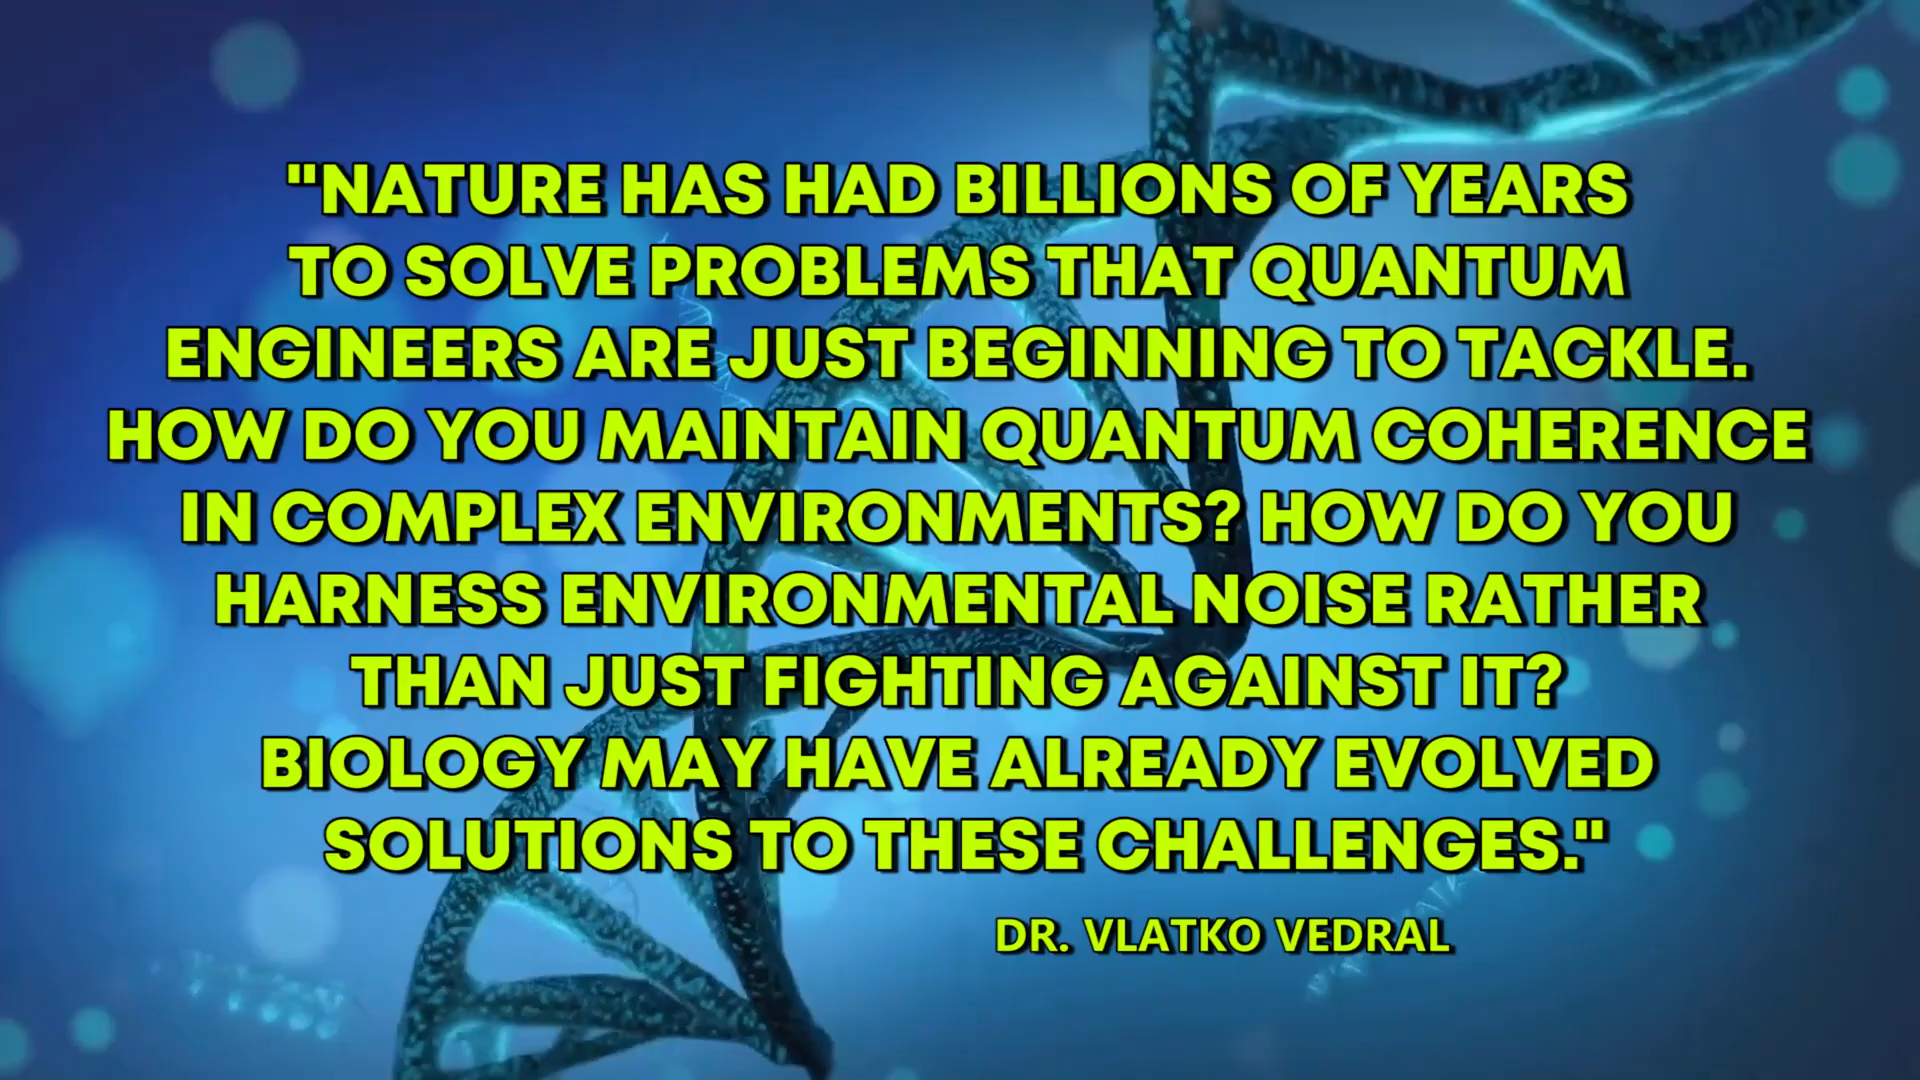 "NATURE HAS HAD BILLIONS OF YEARS
TO SOLVE PROBLEMS THAT QUANTUM
ENGINEERS ARE JUST BEGINNING TO TACKLE.
HOW DO YOU MAINTAIN QUANTUM COHERENCE
IN COMPLEX ENVIRONMENTS? HOW DO YOU
HARNESS ENVIRONMENTAL NOISE RATHER
THAN JUST FIGHTING AGAINST IT?
BIOLOGY MAY HAVE ALREADY EVOLVED
SOLUTIONS TO THESE CHALLENGES."
DR. VLATKO VEDRAL